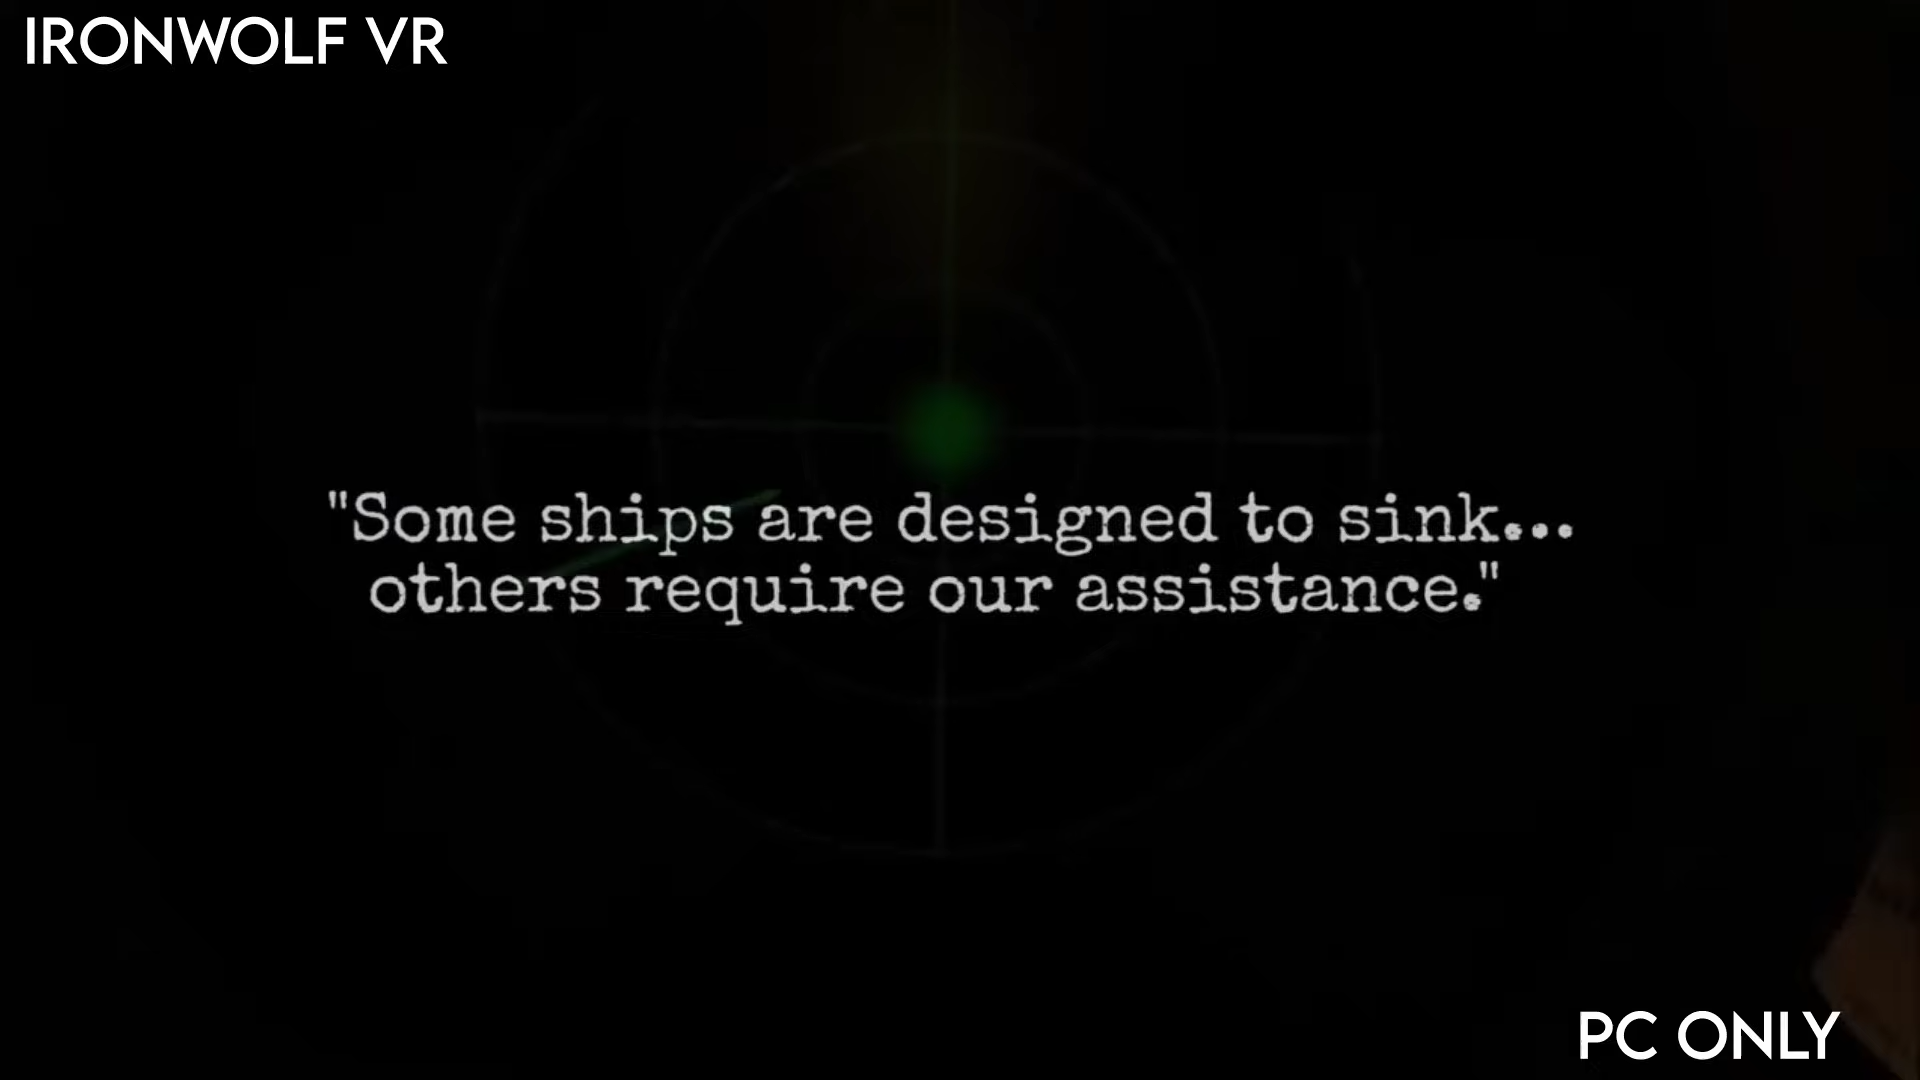 IRONWOLF VR
"Some ships are designed to sink...
others require our assistance."
PC ONLY